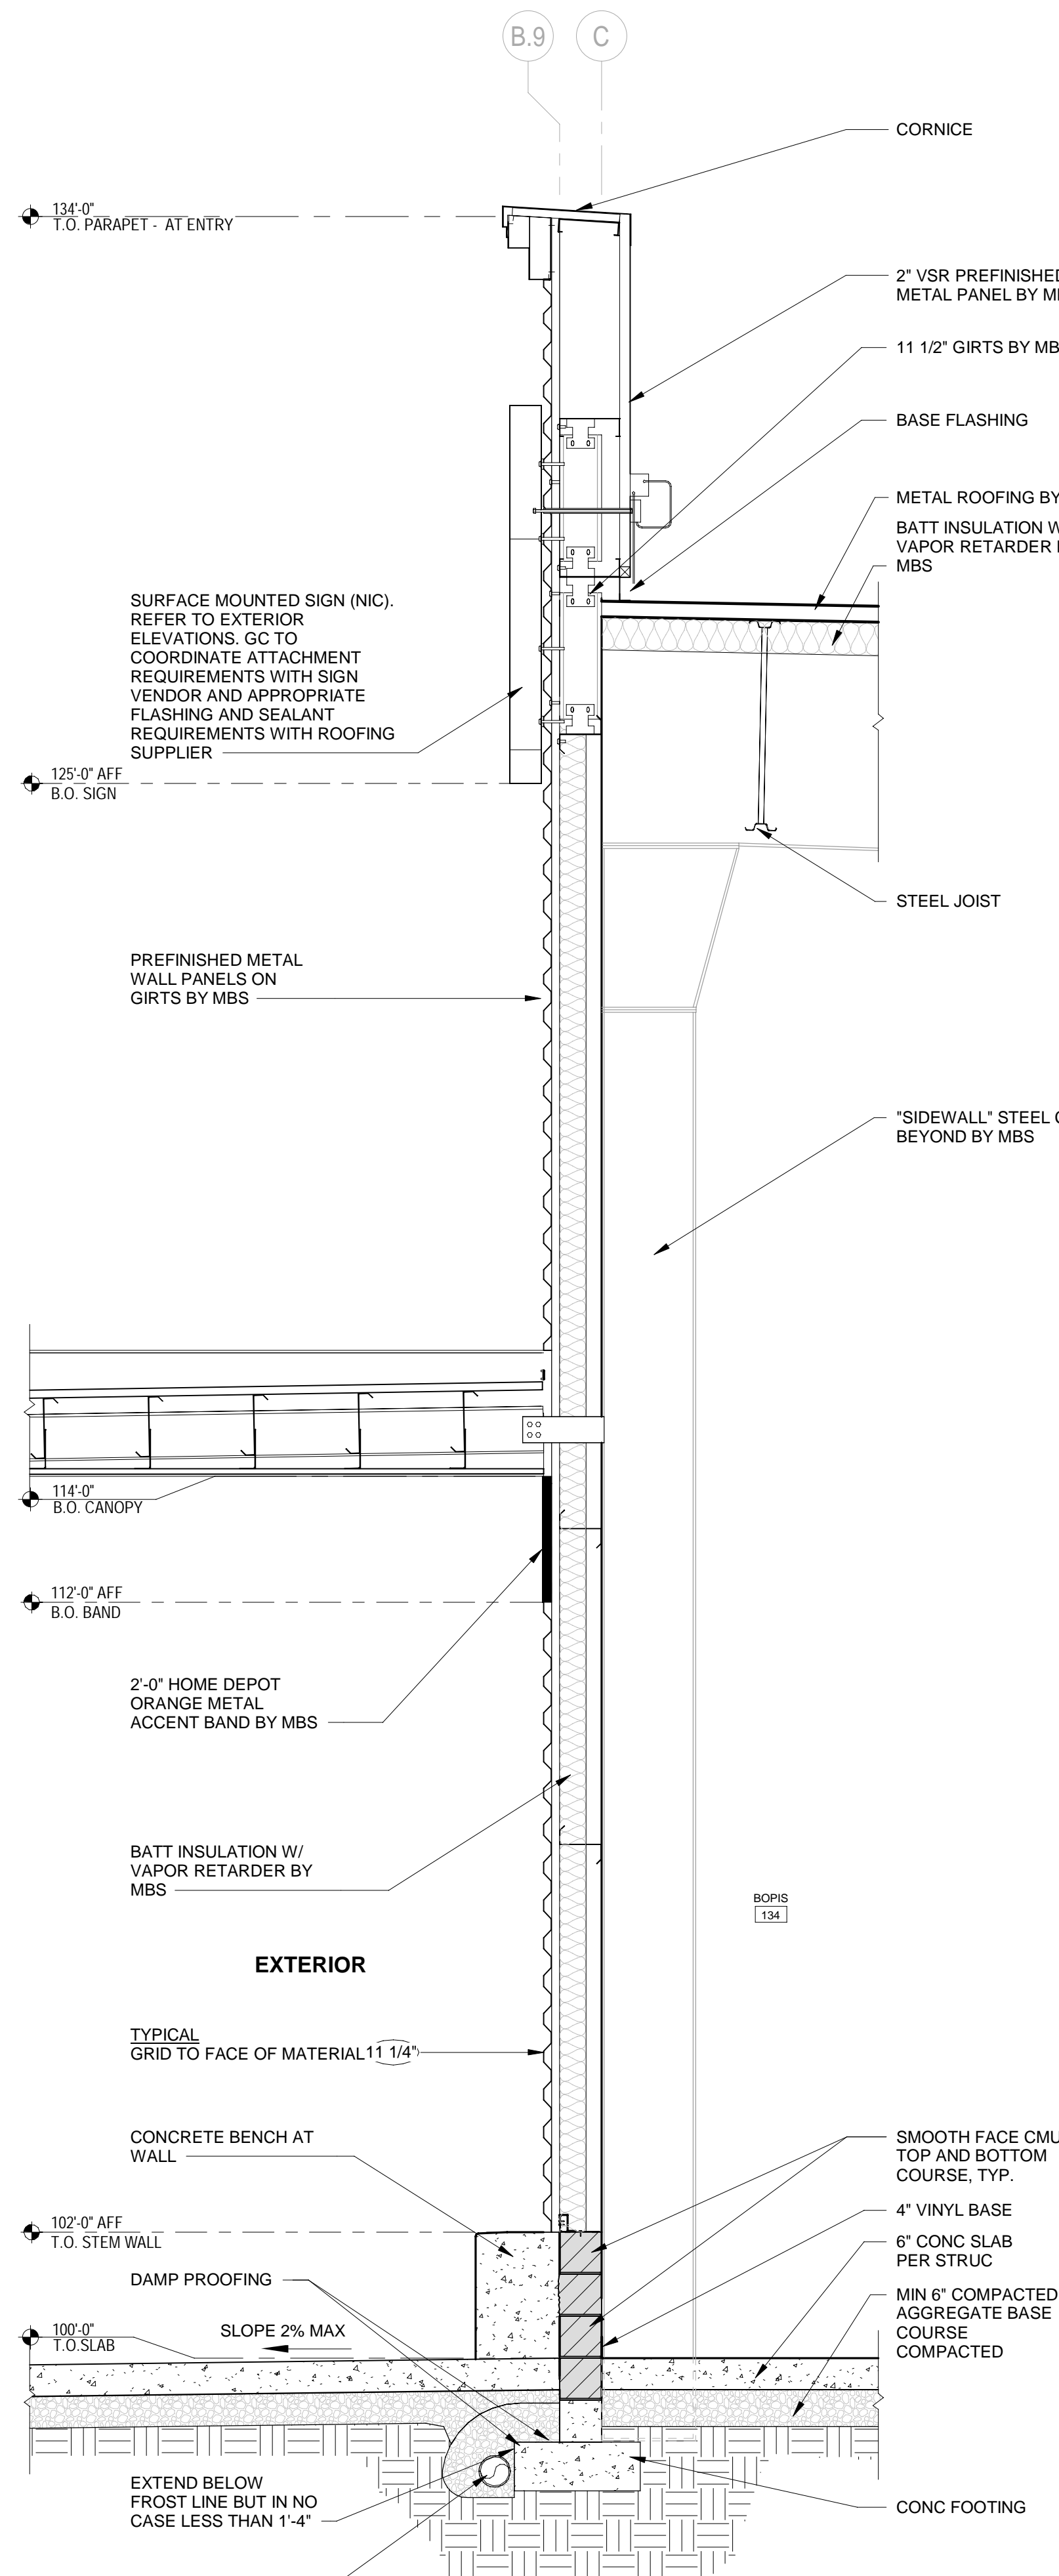 B.9
C
CORNICE
134'-0"
T.O. PARAPET - AT ENTRY
2" VSR PREFINISHED
METAL PANEL BY
11 1/2" GIRTS BY
BASE FLASHING
METAL ROOFING BY
BATT INSULATION
VAPOR RETARDER
MBS
SURFACE MOUNTED SIGN (NIC).
REFER TO EXTERIOR
ELEVATIONS. GC TO
COORDINATE ATTACHMENT
REQUIREMENTS WITH SIGN
VENDOR AND APPROPRIATE
FLASHING AND SEALANT
REQUIREMENTS WITH ROOFING
SUPPLIER
125'-0" AFF
B.O. SIGN
STEEL JOIST
PREFINISHED METAL
WALL PANELS ON
GIRTS BY MBS
"SIDEWALL" STEEL
BEYOND BY MBS
114'-0"
B.O. CANOPY
112'-0" AFF
B.O. BAND
2'-0" HOME DEPOT
ORANGE METAL
ACCENT BAND BY MBS
BATT INSULATION W/
VAPOR RETARDER BY
MBS
BOPIS
134
EXTERIOR
TYPICAL
GRID TO FACE OF MATERIAL 11 1/4"
CONCRETE BENCH AT
WALL
SMOOTH FACE CMU
TOP AND BOTTOM
COURSE, TYP.
4" VINYL BASE
102'-0" AFF
T.O. STEM WALL
6" CONC SLAB
PER STRUC
DAMP PROOFING
MIN 6" COMPACTED
AGGREGATE BASE
COURSE
COMPACTED
100'-0"
T.O.SLAB
SLOPE 2% MAX
EXTEND BELOW
FROST LINE BUT IN NO
CASE LESS THAN 1'-4"
CONC FOOTING